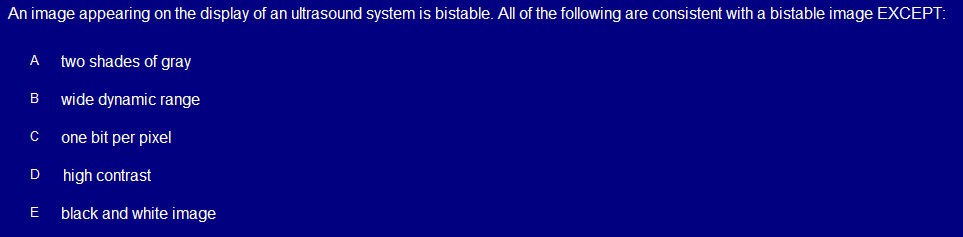 An image appearing on the display of an ultrasound system is bistable. All of the following are consistent with a bistable image EXCEPT:
A two shades of gray
B wide dynamic range
C one bit per pixel
D high contrast
E black and white image